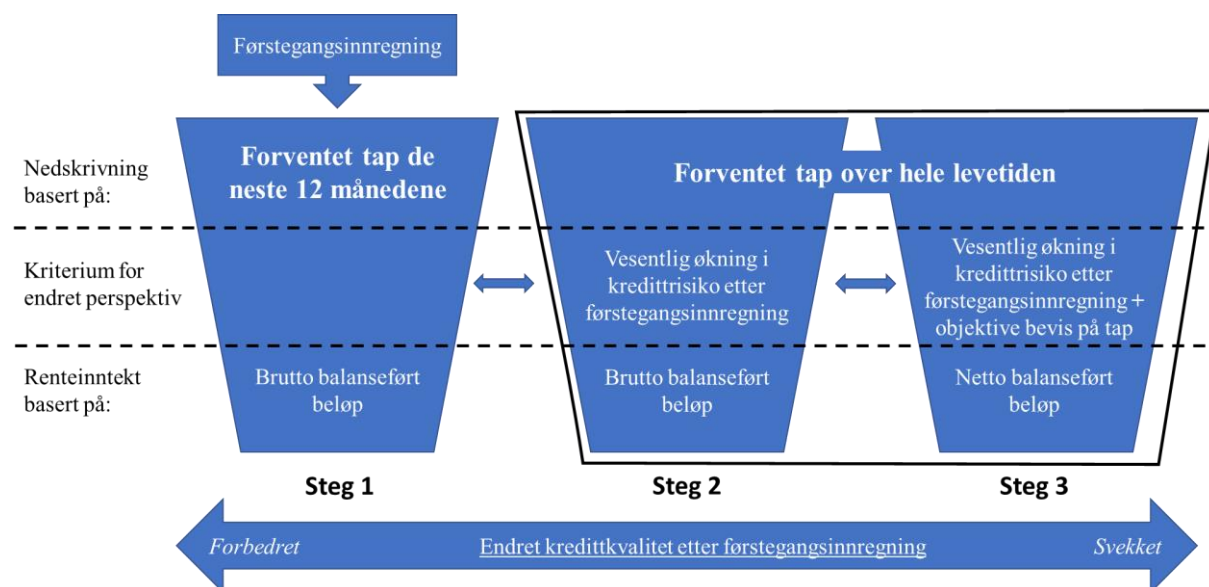 Førstegangsinnregning
Nedskrivning
basert på:
Forventet tap de
neste 12 månedene
Forventet tap over hele levetiden
Kriterium for
endret perspektiv
Vesentlig økning i
kredittrisiko etter
førstegangsinnregning
Vesentlig økning i
kredittrisiko etter
førstegangsinnregning +
objektive bevis på tap
Renteinntekt
basert på:
Brutto balanseført
beløp
Brutto balanseført
beløp
Netto balanseført
beløp
Steg 1
Steg 2
Steg 3
Forbedret
Endret kredittkvalitet etter førstegangsinnregning
Svekket